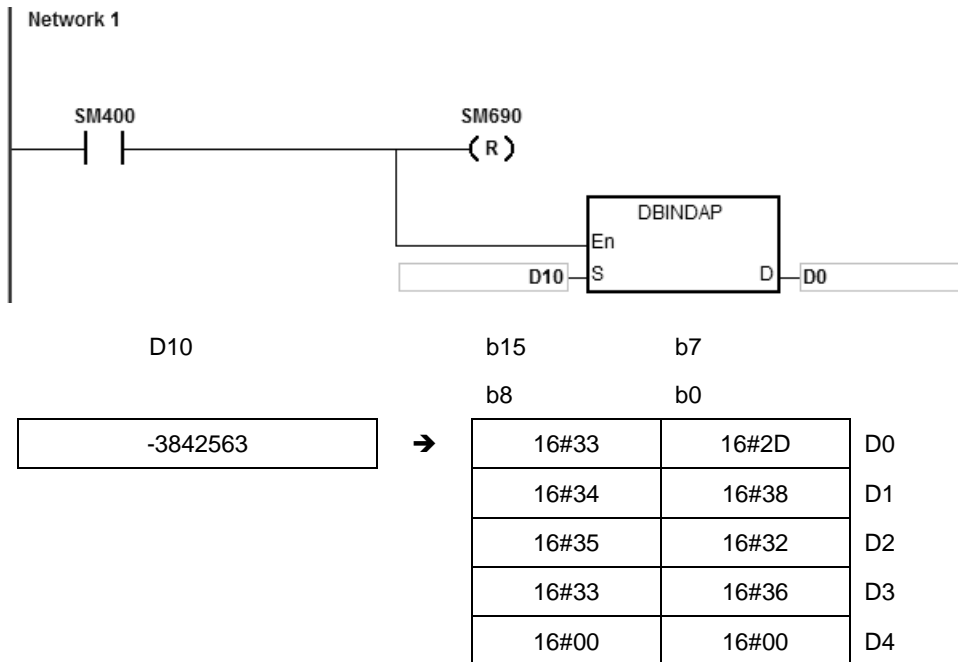 Network 1
SM400 SM690
( R )
DBINDAP
En
D10 S D D0
D10 b15 b7
b8 b0
-3842563 ➔ 16#33 16#2D D0
16#34 16#38 D1
16#35 16#32 D2
16#33 16#36 D3
16#00 16#00 D4